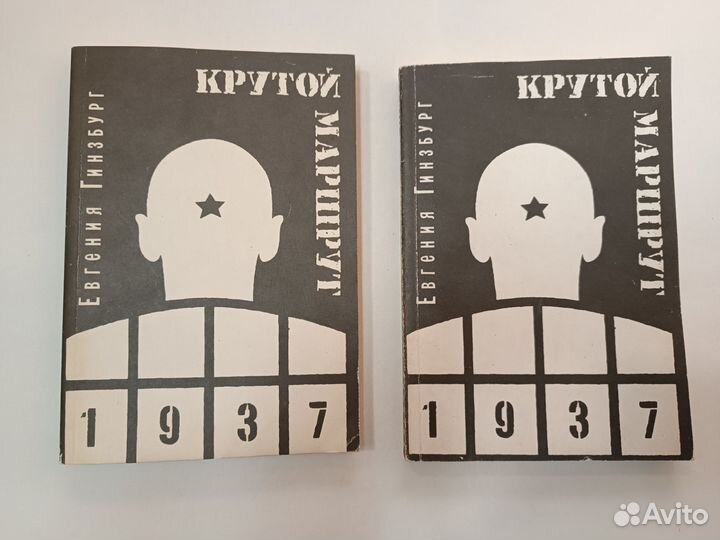 Евгения Гинзбург
КРУТОЙ
МАРШРУТ
1937
Евгения Гинзбург
КРУТОЙ
МАРШРУТ
1937
Avito